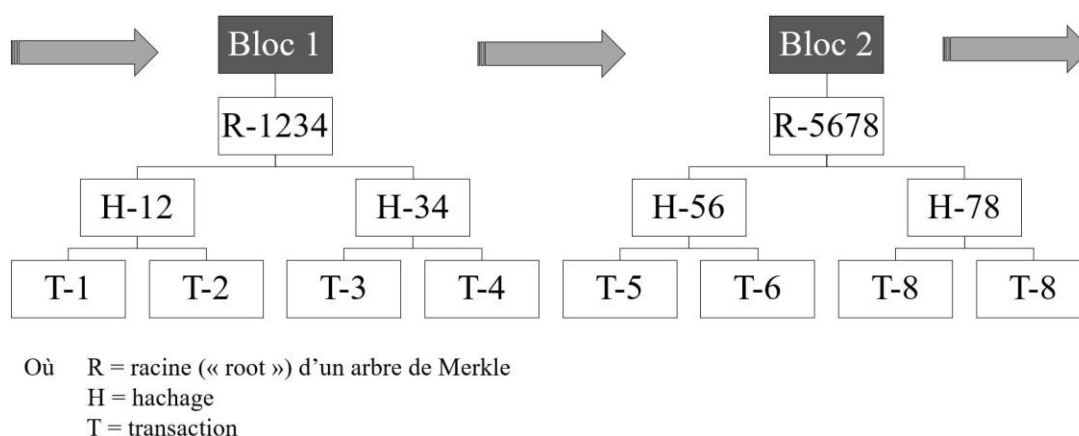 Bloc 1 Bloc 2
R-1234 R-5678
H-12 H-34 H-56 H-78
T-1 T-2 T-3 T-4 T-5 T-6 T-8 T-8
Où R = racine (« root ») d’un arbre de Merkle
H = hachage
T = transaction